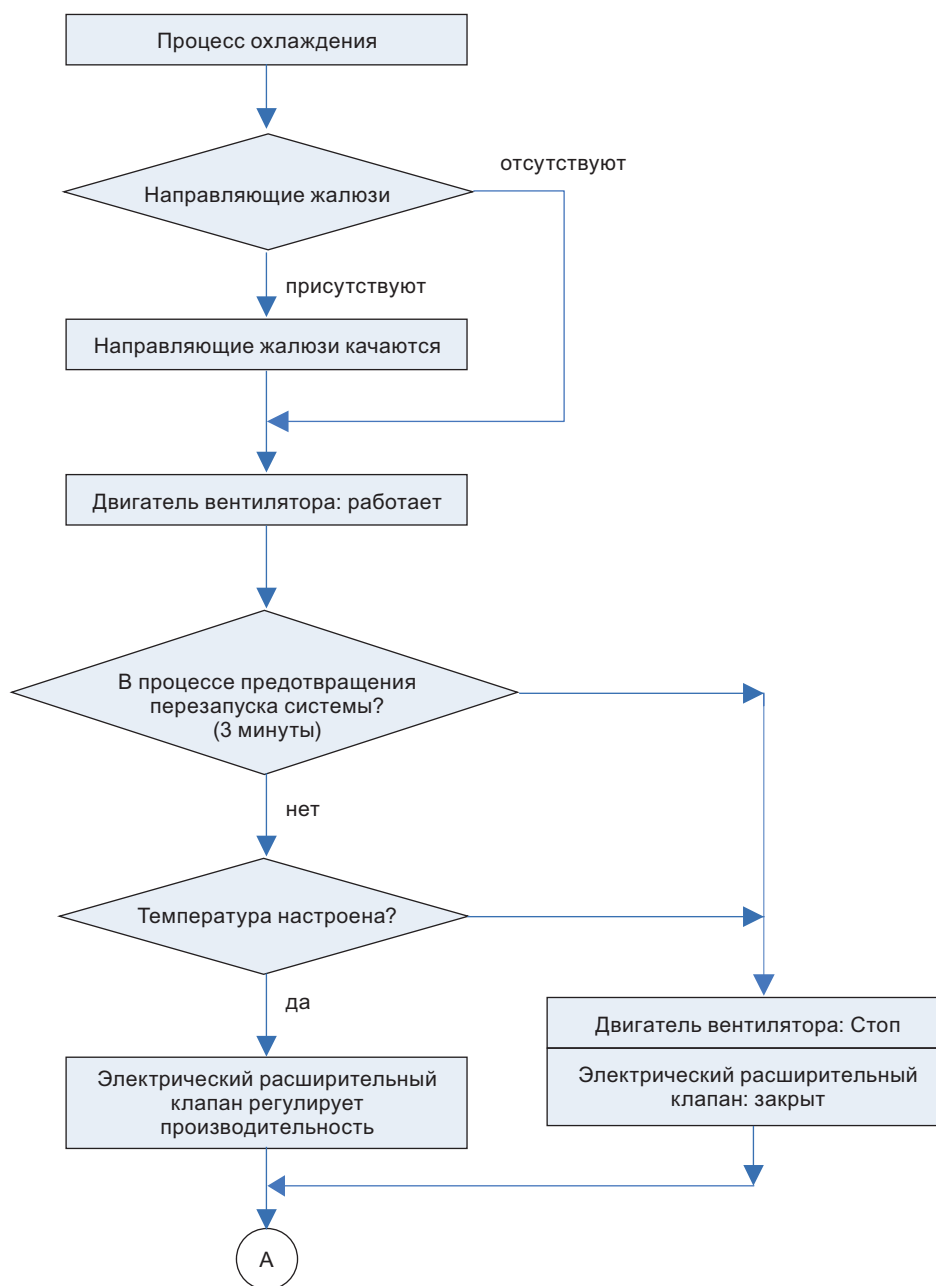 Процесс охлаждения
отсутствуют
Направляющие жалюзи
присутствуют
Направляющие жалюзи качаются
Двигатель вентилятора: работает
В процессе предотвращения
перезапуска системы?
(3 минуты)
нет
Температура настроена?
да
Двигатель вентилятора: Стоп
Электрический расширительный
клапан: закрыт
Электрический расширительный
клапан регулирует
производительность
А